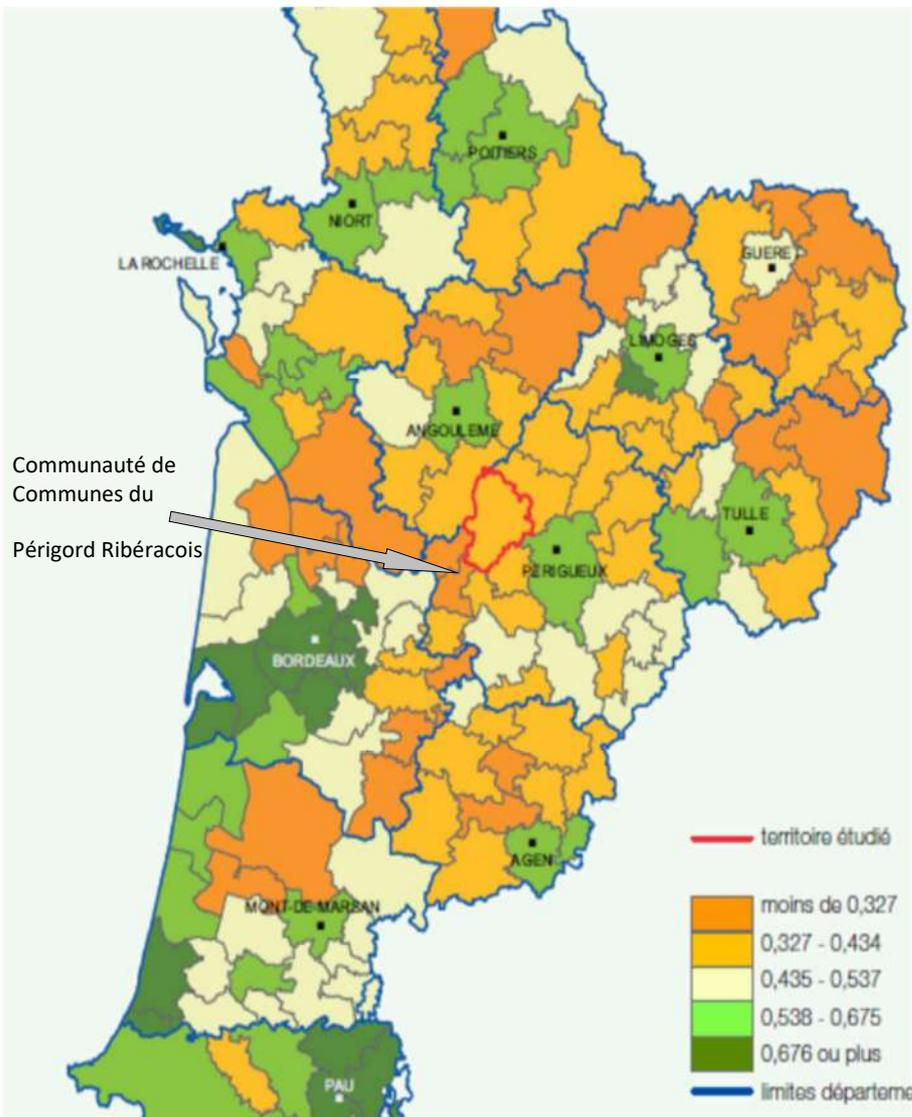 POITIERS
NIORT
LA ROCHELLE
GUERE
LIMOGES
ANGOULEME
Communauté de
Communes du
Périgord Ribéracois
TULLE
PERIGUEUX
BORDEAUX
AGEN
MONT-DE-MARSAN
PAU
territoire étudié
moins de 0,327
0,327 - 0,434
0,435 - 0,537
0,538 - 0,675
0,676 ou plus
limites départeme